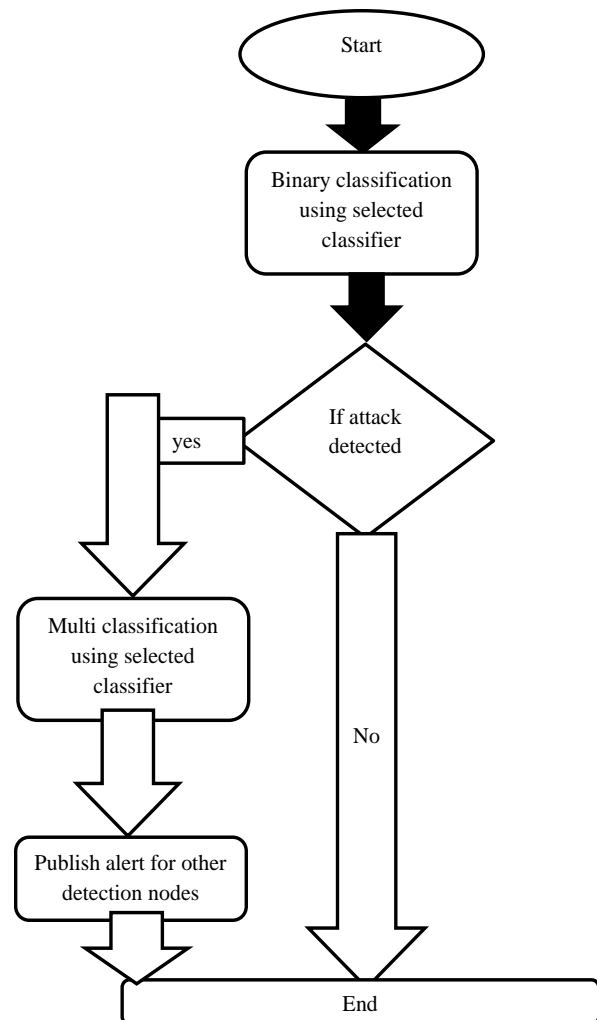 Start
Binary classification
using selected
classifier
If attack
detected
yes
Multi classification
using selected
classifier
No
Publish alert for other
detection nodes
End